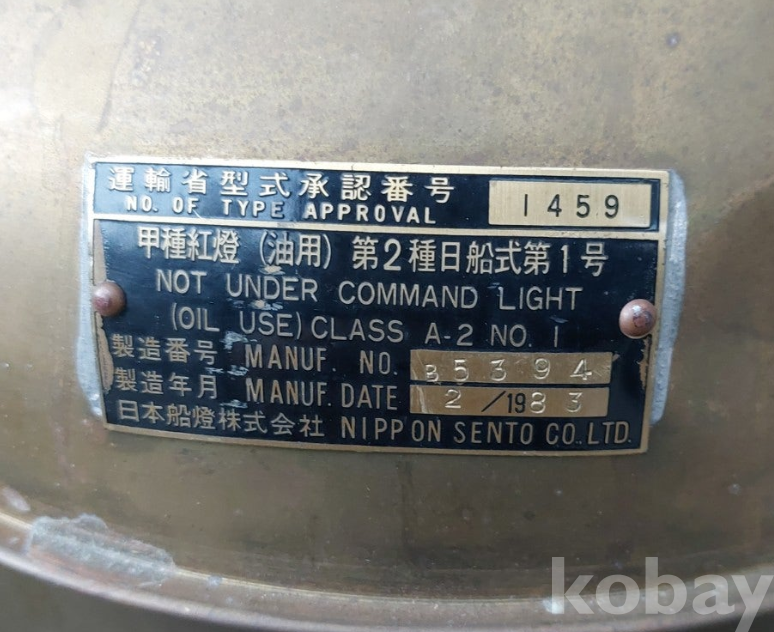 運輸省型式承認番号
NO. OF TYPE APPROVAL 1459
甲種紅燈 (油用) 第2種日船式第1号
NOT UNDER COMMAND LIGHT
(OIL USE) CLASS A-2 NO. 1
製造番号 MANUF. NO. B5394
製造年月 MANUF. DATE 2/1983
日本船燈株式会社 NIPPON SENTO CO., LTD.
kobay